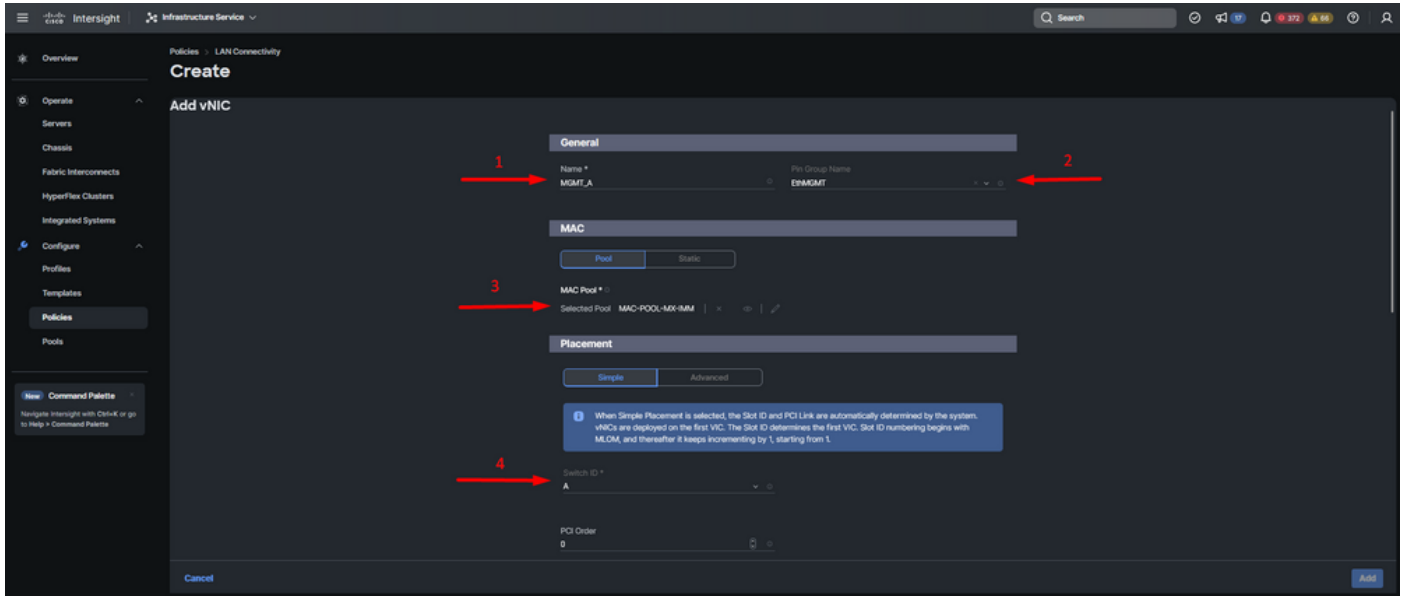 cisco Intersight Infrastructure Service Search 17 372 66
Overview
Operate
Servers
Chassis
Fabric Interconnects
HyperFlex Clusters
Integrated Systems
Configure
Profiles
Templates
Policies
Pools
New Command Palette
Navigate Intersight with Ctrl+K or go
to Help > Command Palette
Policies > LAN Connectivity
Create
Add vNIC
General
1
Name *
MGMT_A
Pin Group Name
EthMGMT
2
MAC
Pool Static
3
MAC Pool *
Selected Pool MAC-POOL-MX-IMM
Placement
Simple Advanced
When Simple Placement is selected, the Slot ID and PCI Link are automatically determined by the system.
vNICs are deployed on the first VIC. The Slot ID determines the first VIC. Slot ID numbering begins with
MLOM, and thereafter it keeps incrementing by 1, starting from 1.
4
Switch ID *
A
PCI Order
0
Cancel Add